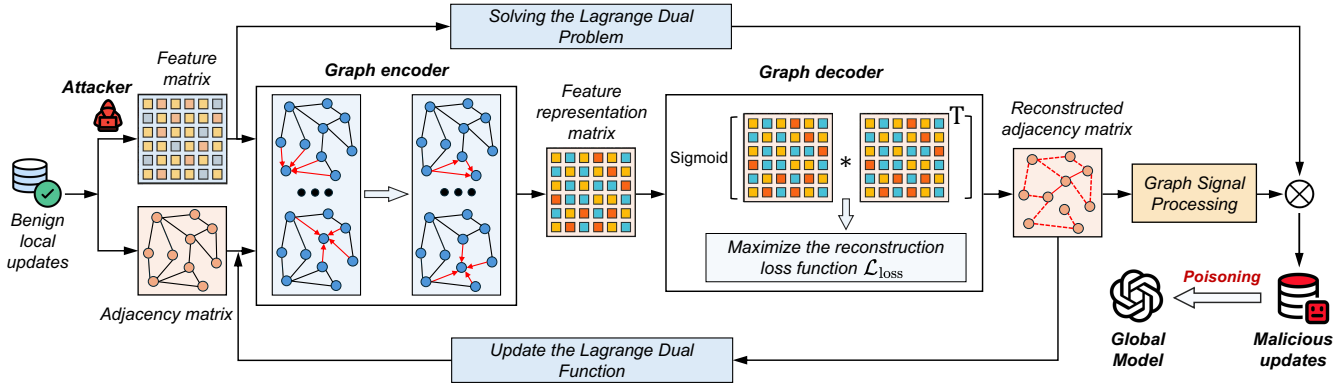 Solving the Lagrange Dual
Problem
Attacker
Feature
matrix
Graph encoder
Feature
representation
matrix
Graph decoder
Sigmoid
*
T
Maximize the reconstruction
loss function ℒloss
Reconstructed
adjacency matrix
Graph Signal
Processing
Benign
local
updates
Adjacency matrix
Poisoning
Global
Model
Malicious
updates
Update the Lagrange Dual
Function